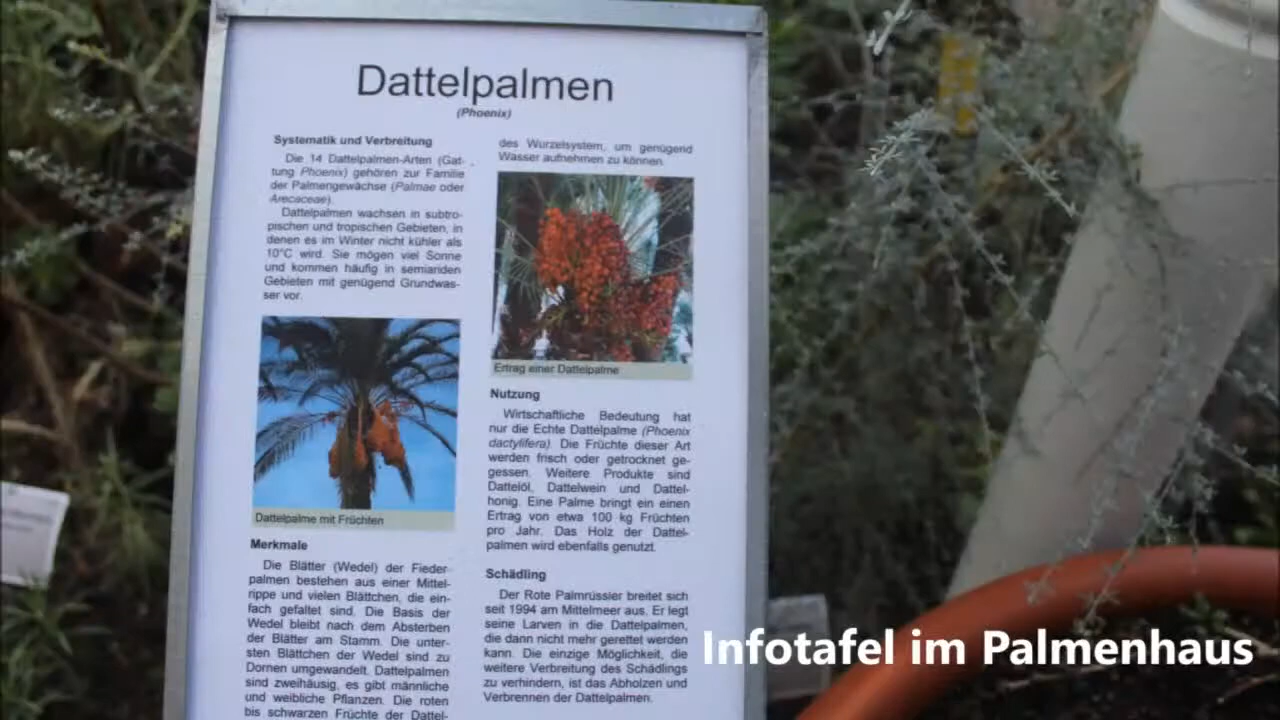 Dattelpalmen
(Phoenix)
Systematik und Verbreitung
Die 14 Dattelpalmen-Arten (Gat-
tung Phoenix) gehören zur Familie
der Palmengewächse (Palmae oder
Arecaceae).
Dattelpalmen wachsen in subtro-
pischen und tropischen Gebieten, in
denen es im Winter nicht kühler als
10°C wird. Sie mögen viel Sonne
und kommen häufig in semiariden
Gebieten mit genügend Grundwas-
ser vor.
Dattelpalme mit Früchten
Merkmale
Die Blätter (Wedel) der Fieder-
palmen bestehen aus einer Mittel-
rippe und vielen Blättchen, die ein-
fach gefaltet sind. Die Basis der
Wedel bleibt nach dem Absterben
der Blätter am Stamm. Die unter-
sten Blättchen der Wedel sind zu
Dornen umgewandelt. Dattelpalmen
sind zweihäusig, es gibt männliche
und weibliche Pflanzen. Die roten
bis schwarzen Früchte der Dattel-
des Wurzelsystem, um genügend
Wasser aufnehmen zu können.
Ertrag einer Dattelpalme
Nutzung
Wirtschaftliche Bedeutung hat
nur die Echte Dattelpalme (Phoenix
dactylifera). Die Früchte dieser Art
werden frisch oder getrocknet ge-
gessen. Weitere Produkte sind
Dattelöl, Dattelwein und Dattel-
honig. Eine Palme bringt ein einen
Ertrag von etwa 100 kg Früchten
pro Jahr. Das Holz der Dattel-
palmen wird ebenfalls genutzt.
Schädling
Der Rote Palmrüssier breitet sich
seit 1994 am Mittelmeer aus. Er legt
seine Larven in die Dattelpalmen,
die dann nicht mehr gerettet werden
kann. Die einzige Möglichkeit, die
weitere Verbreitung des Schädlings
zu verhindern, ist das Abholzen und
Verbrennen der Dattelpalmen.
Infotafel im Palmenhaus